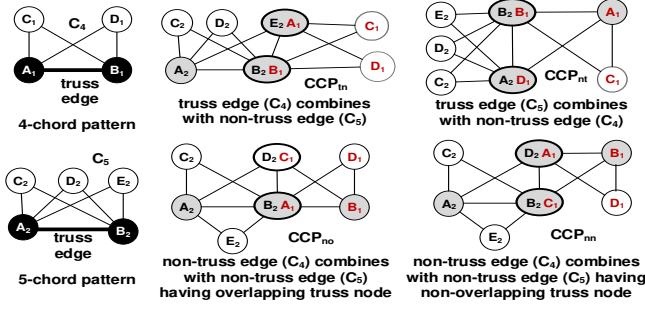 C₁ C₄ D₁
A₁ B₁
truss
edge
4-chord pattern
C₂ D₂ E₂ A₁ C₁
A₂ B₂ B₁ D₁
CCPtn
truss edge (C₄) combines
with non-truss edge (C₅)
E₂ B₂ B₁ A₁
D₂
C₂ A₂ D₁ CCPnt C₁
truss edge (C₅) combines
with non-truss edge (C₄)
C₅
C₂ D₂ E₂
A₂ B₂
truss
edge
5-chord pattern
C₂ D₂ C₁ D₁
A₂ B₂ A₁ B₁
E₂ CCPno
non-truss edge (C₄) combines
with non-truss edge (C₅)
having overlapping truss node
C₂ D₂ A₁ B₁
A₂ B₂ C₁ D₁
E₂ CCPnn
non-truss edge (C₄) combines
with non-truss edge (C₅) having
non-overlapping truss node